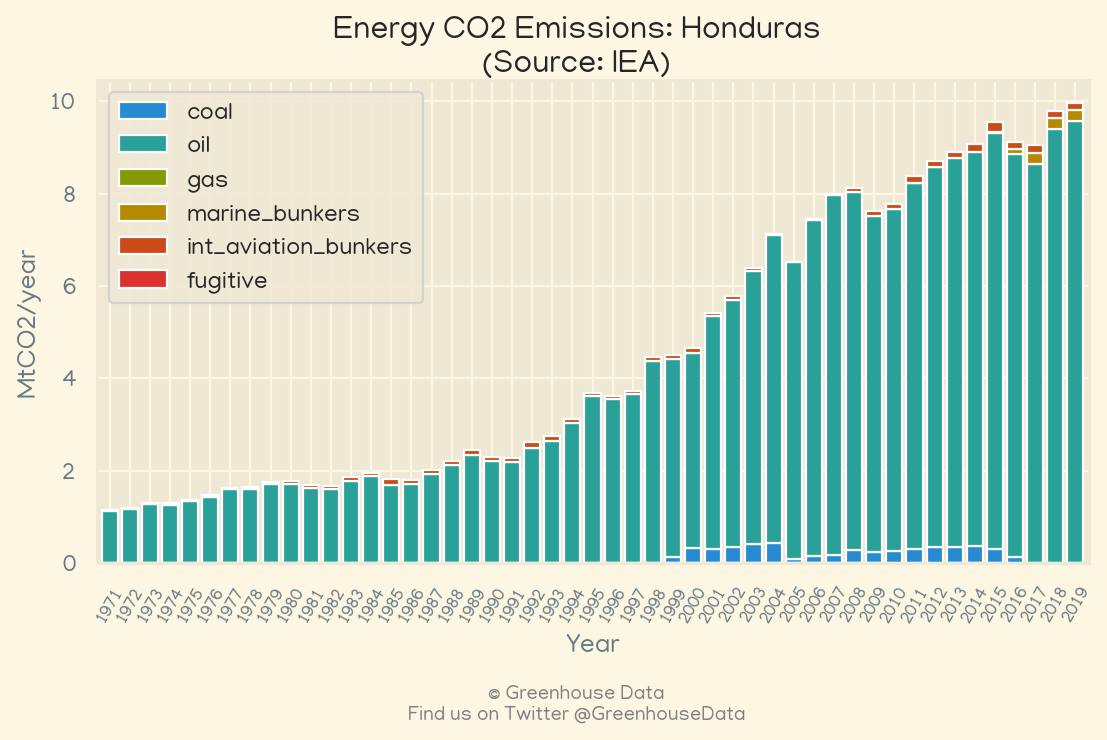 Energy CO2 Emissions: Honduras
(Source: IEA)
coal
oil
gas
marine_bunkers
int_aviation_bunkers
fugitive
MtCO2/year
10
8
6
4
2
0
1971 1972 1973 1974 1975 1976 1977 1978 1979 1980 1981 1982 1983 1984 1985 1986 1987 1988 1989 1990 1991 1992 1993 1994 1995 1996 1997 1998 1999 2000 2001 2002 2003 2004 2005 2006 2007 2008 2009 2010 2011 2012 2013 2014 2015 2016 2017 2018 2019
Year
© Greenhouse Data
Find us on Twitter @GreenhouseData